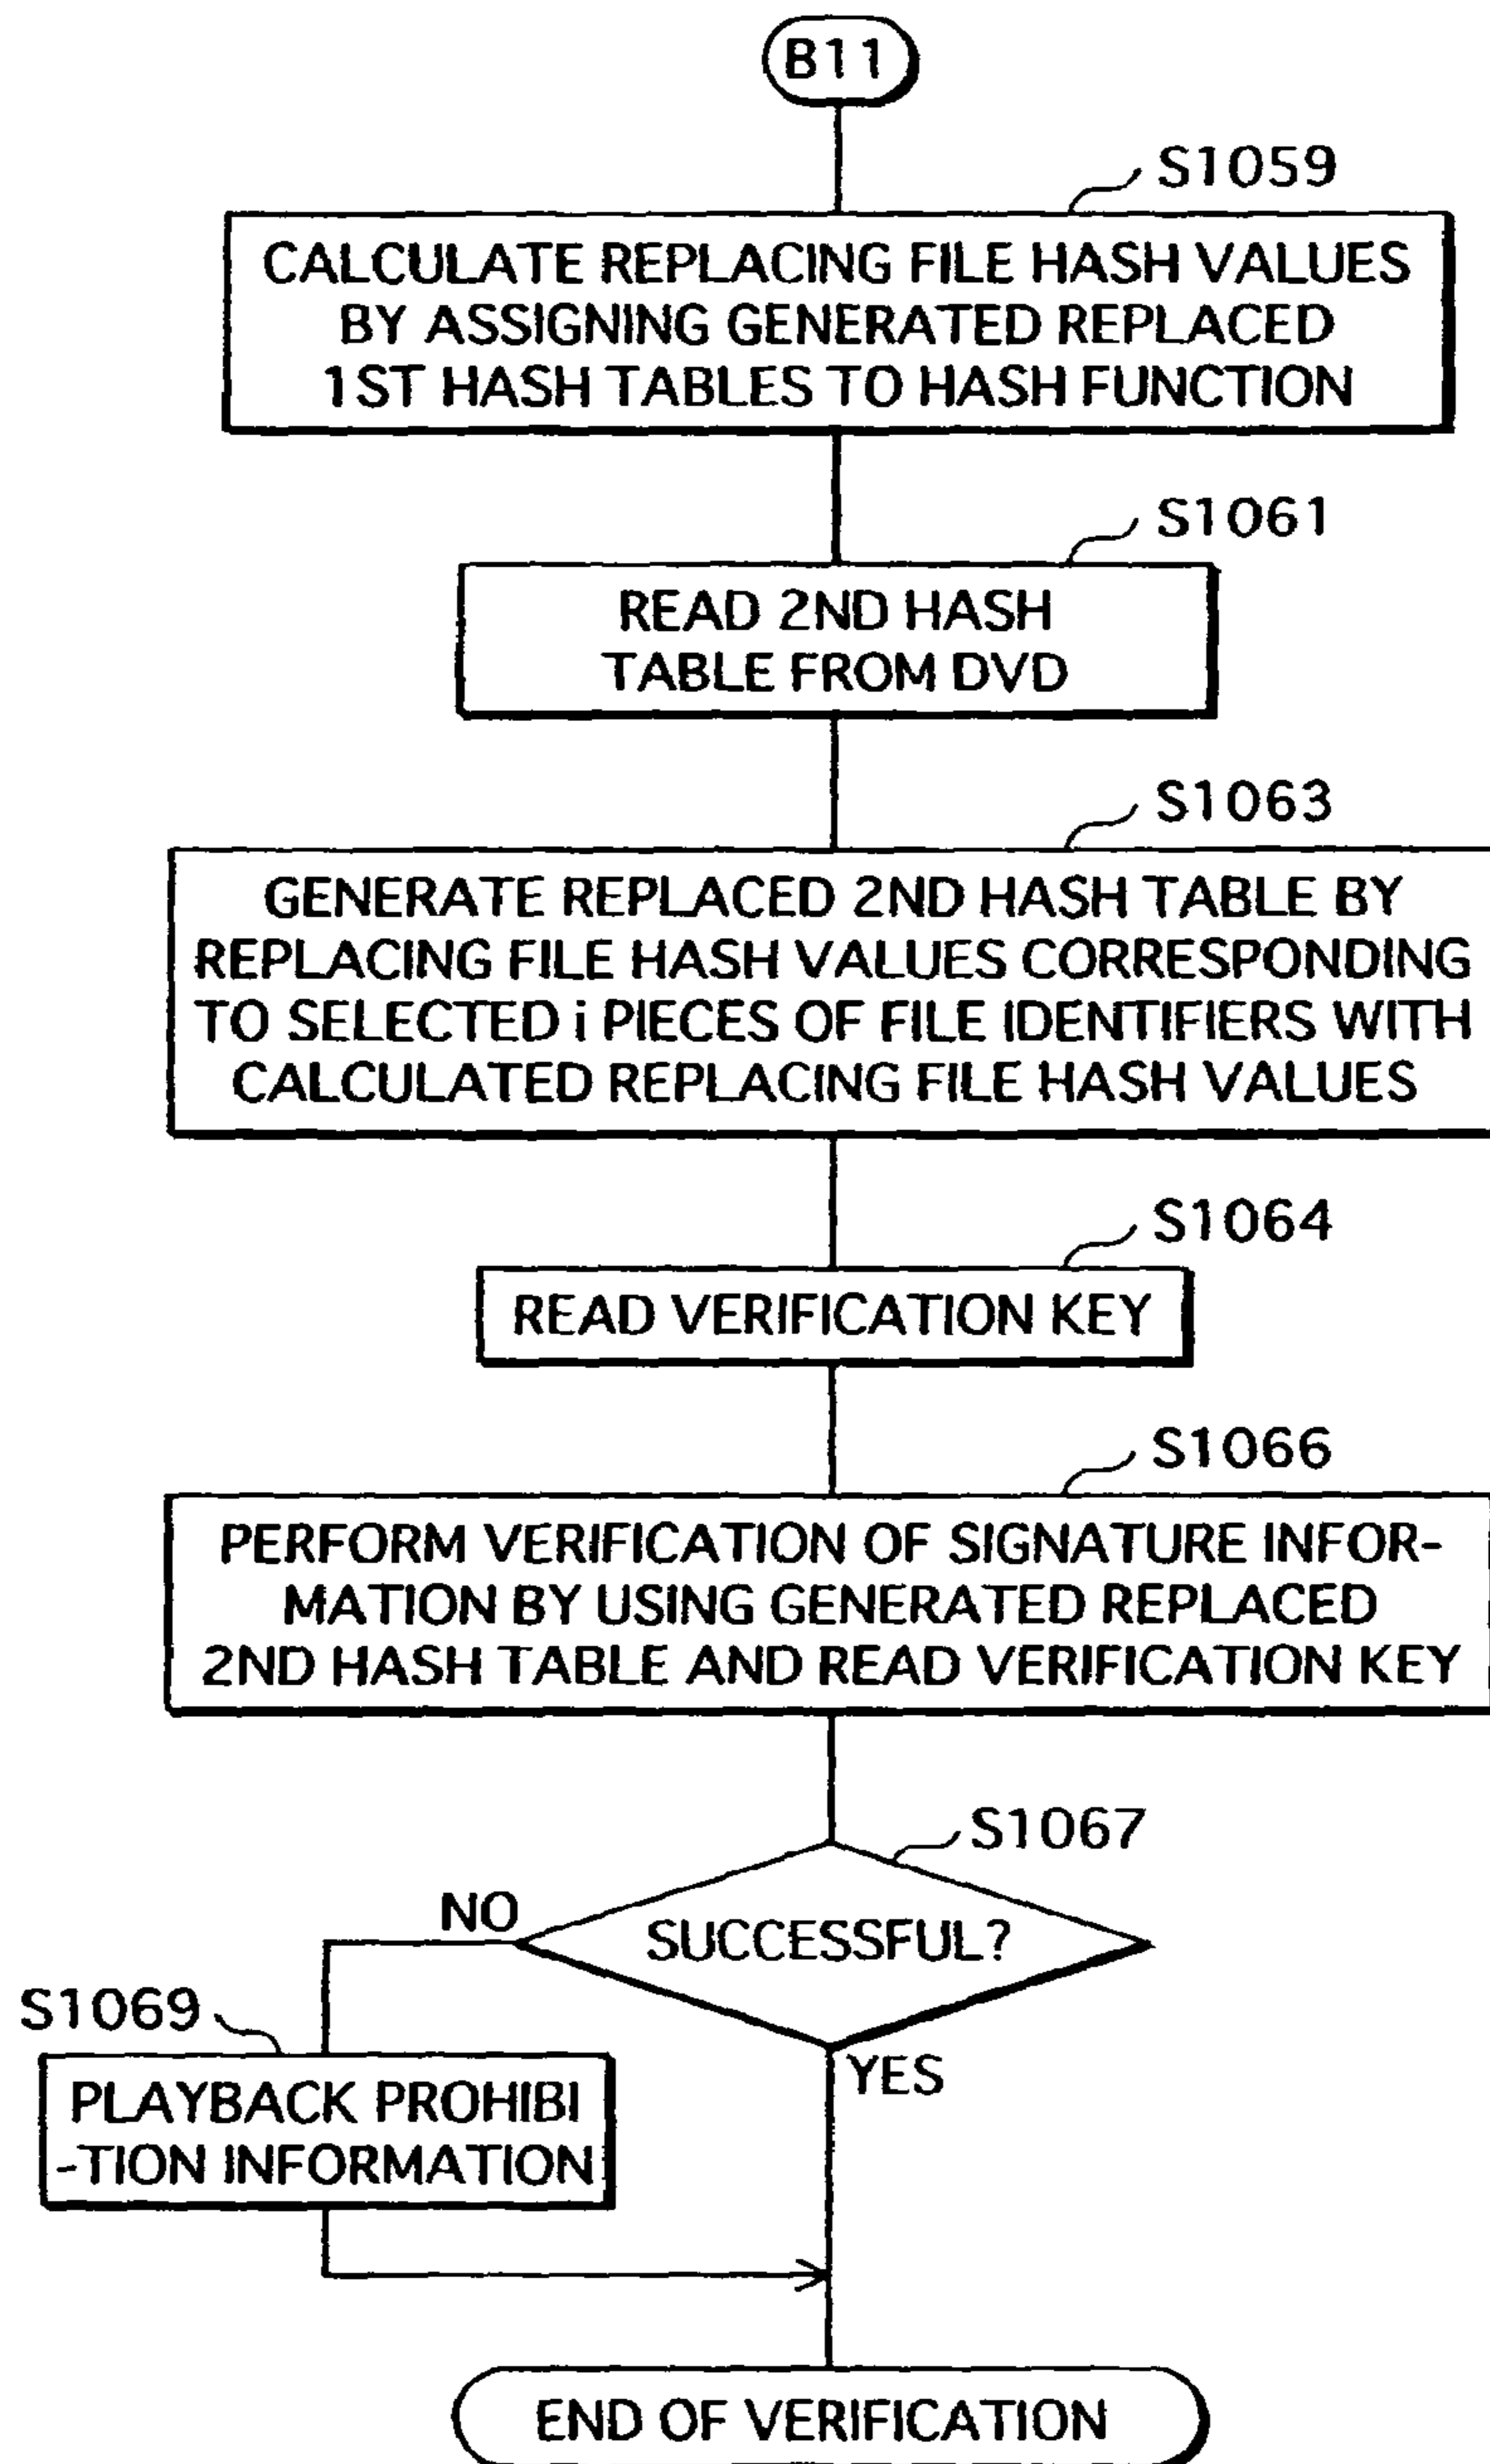 B11
S1059
CALCULATE REPLACING FILE HASH VALUES
BY ASSIGNING GENERATED REPLACED
1ST HASH TABLES TO HASH FUNCTION
S1061
READ 2ND HASH
TABLE FROM DVD
S1063
GENERATE REPLACED 2ND HASH TABLE BY
REPLACING FILE HASH VALUES CORRESPONDING
TO SELECTED i PIECES OF FILE IDENTIFIERS WITH
CALCULATED REPLACING FILE HASH VALUES
S1064
READ VERIFICATION KEY
S1066
PERFORM VERIFICATION OF SIGNATURE INFOR-
MATION BY USING GENERATED REPLACED
2ND HASH TABLE AND READ VERIFICATION KEY
S1067
NO
SUCCESSFUL?
S1069
YES
PLAYBACK PROHIBI
-TION INFORMATION
END OF VERIFICATION